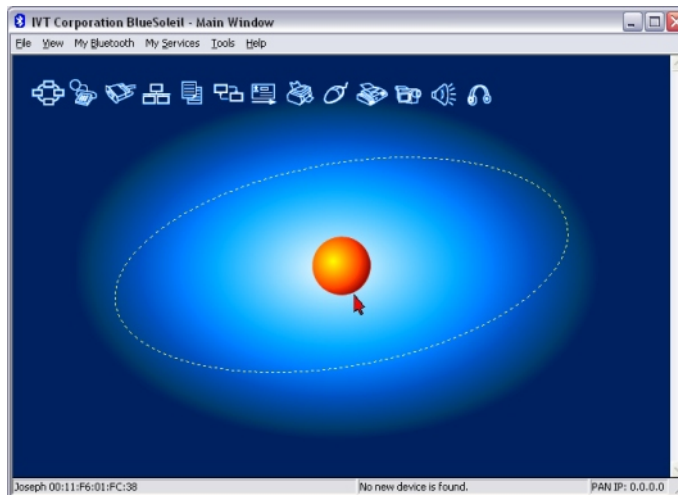 IVT Corporation BlueSoleil - Main Window
File View My Bluetooth My Services Tools Help
Joseph 00:11:F6:01:FC:38 No new device is found. PAN IP: 0.0.0.0